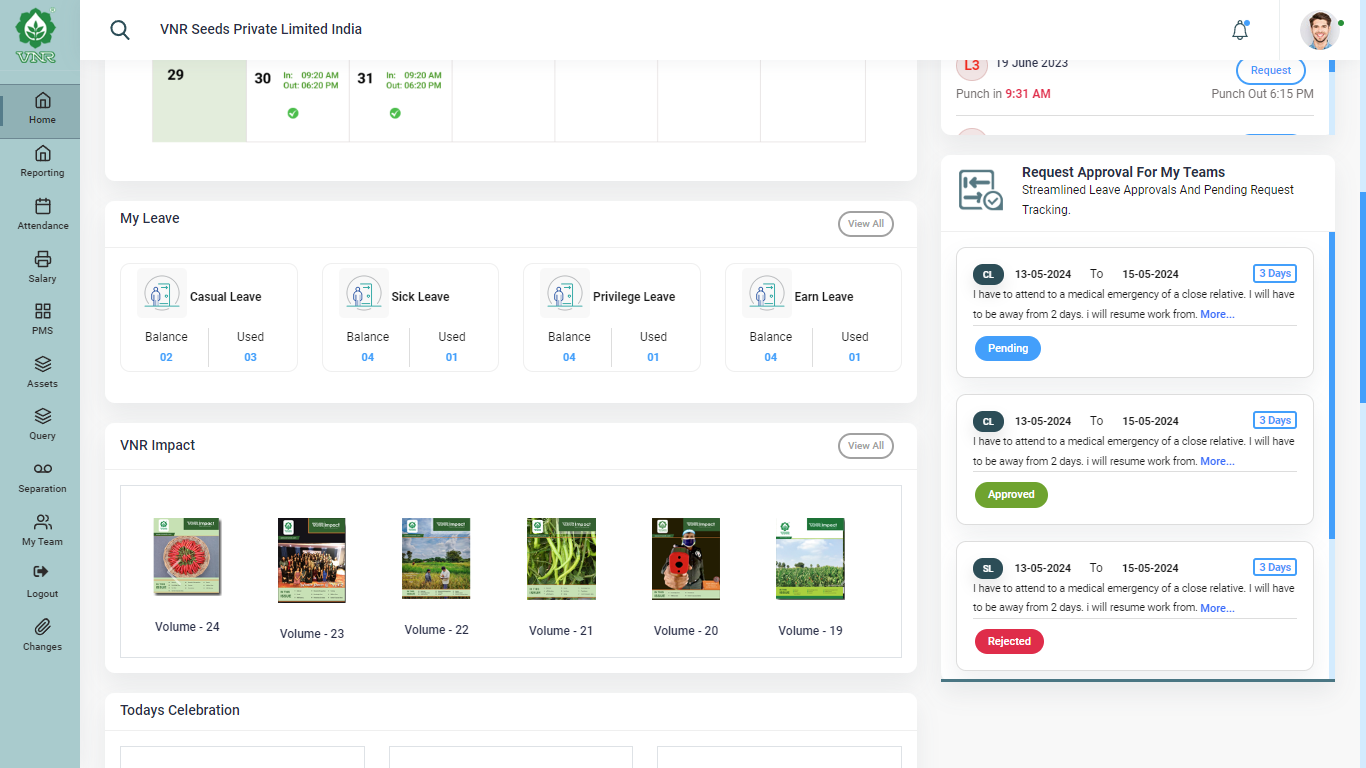 VNR
VNR Seeds Private Limited India
Home
Reporting
Attendance
Salary
PMS
Assets
Query
Separation
My Team
Logout
Changes
29
30
In: 09:20 AM
Out: 06:20 PM
31
In: 09:20 AM
Out: 06:20 PM
My Leave
View All
Casual Leave
Balance
Used
02
03
Sick Leave
Balance
Used
04
01
Privilege Leave
Balance
Used
04
01
Earn Leave
Balance
Used
04
01
VNR Impact
View All
Volume - 24
Volume - 23
Volume - 22
Volume - 21
Volume - 20
Volume - 19
Todays Celebration
L3
19 June 2023
Request
Punch in 9:31 AM
Punch Out 6:15 PM
Request Approval For My Teams
Streamlined Leave Approvals And Pending Request
Tracking.
CL 13-05-2024 To 15-05-2024 3 Days
I have to attend to a medical emergency of a close relative. I will have
to be away from 2 days. i will resume work from. More...
Pending
CL 13-05-2024 To 15-05-2024 3 Days
I have to attend to a medical emergency of a close relative. I will have
to be away from 2 days. i will resume work from. More...
Approved
SL 13-05-2024 To 15-05-2024 3 Days
I have to attend to a medical emergency of a close relative. I will have
to be away from 2 days. i will resume work from. More...
Rejected